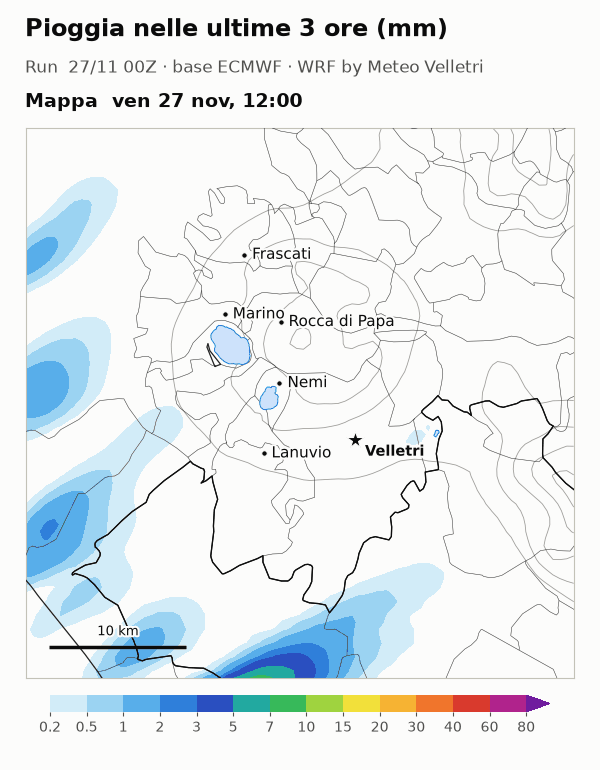 Pioggia nelle ultime 3 ore (mm)
Run 27/11 00Z · base ECMWF · WRF by Meteo Velletri
Mappa ven 27 nov, 12:00
Frascati
Marino
Rocca di Papa
Nemi
Velletri
Lanuvio
10 km
0.2 0.5 1 2 3 5 7 10 15 20 30 40 60 80